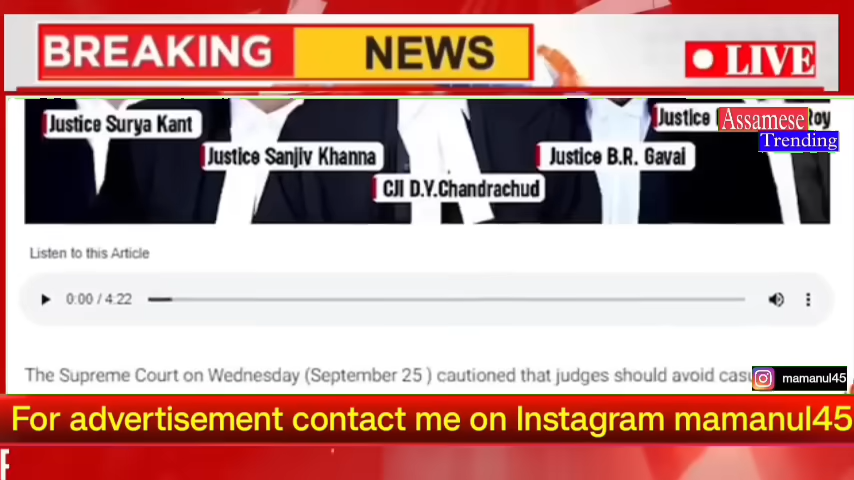 BREAKING NEWS
LIVE
Justice Surya Kant
Justice Sanjiv Khanna
CJI D.Y.Chandrachud
Justice B.R. Gavai
Justice
Assamese
Trending
Listen to this Article
0:00 / 4:22
The Supreme Court on Wednesday (September 25 ) cautioned that judges should avoid
mamanul45
For advertisement contact me on Instagram mamanul45